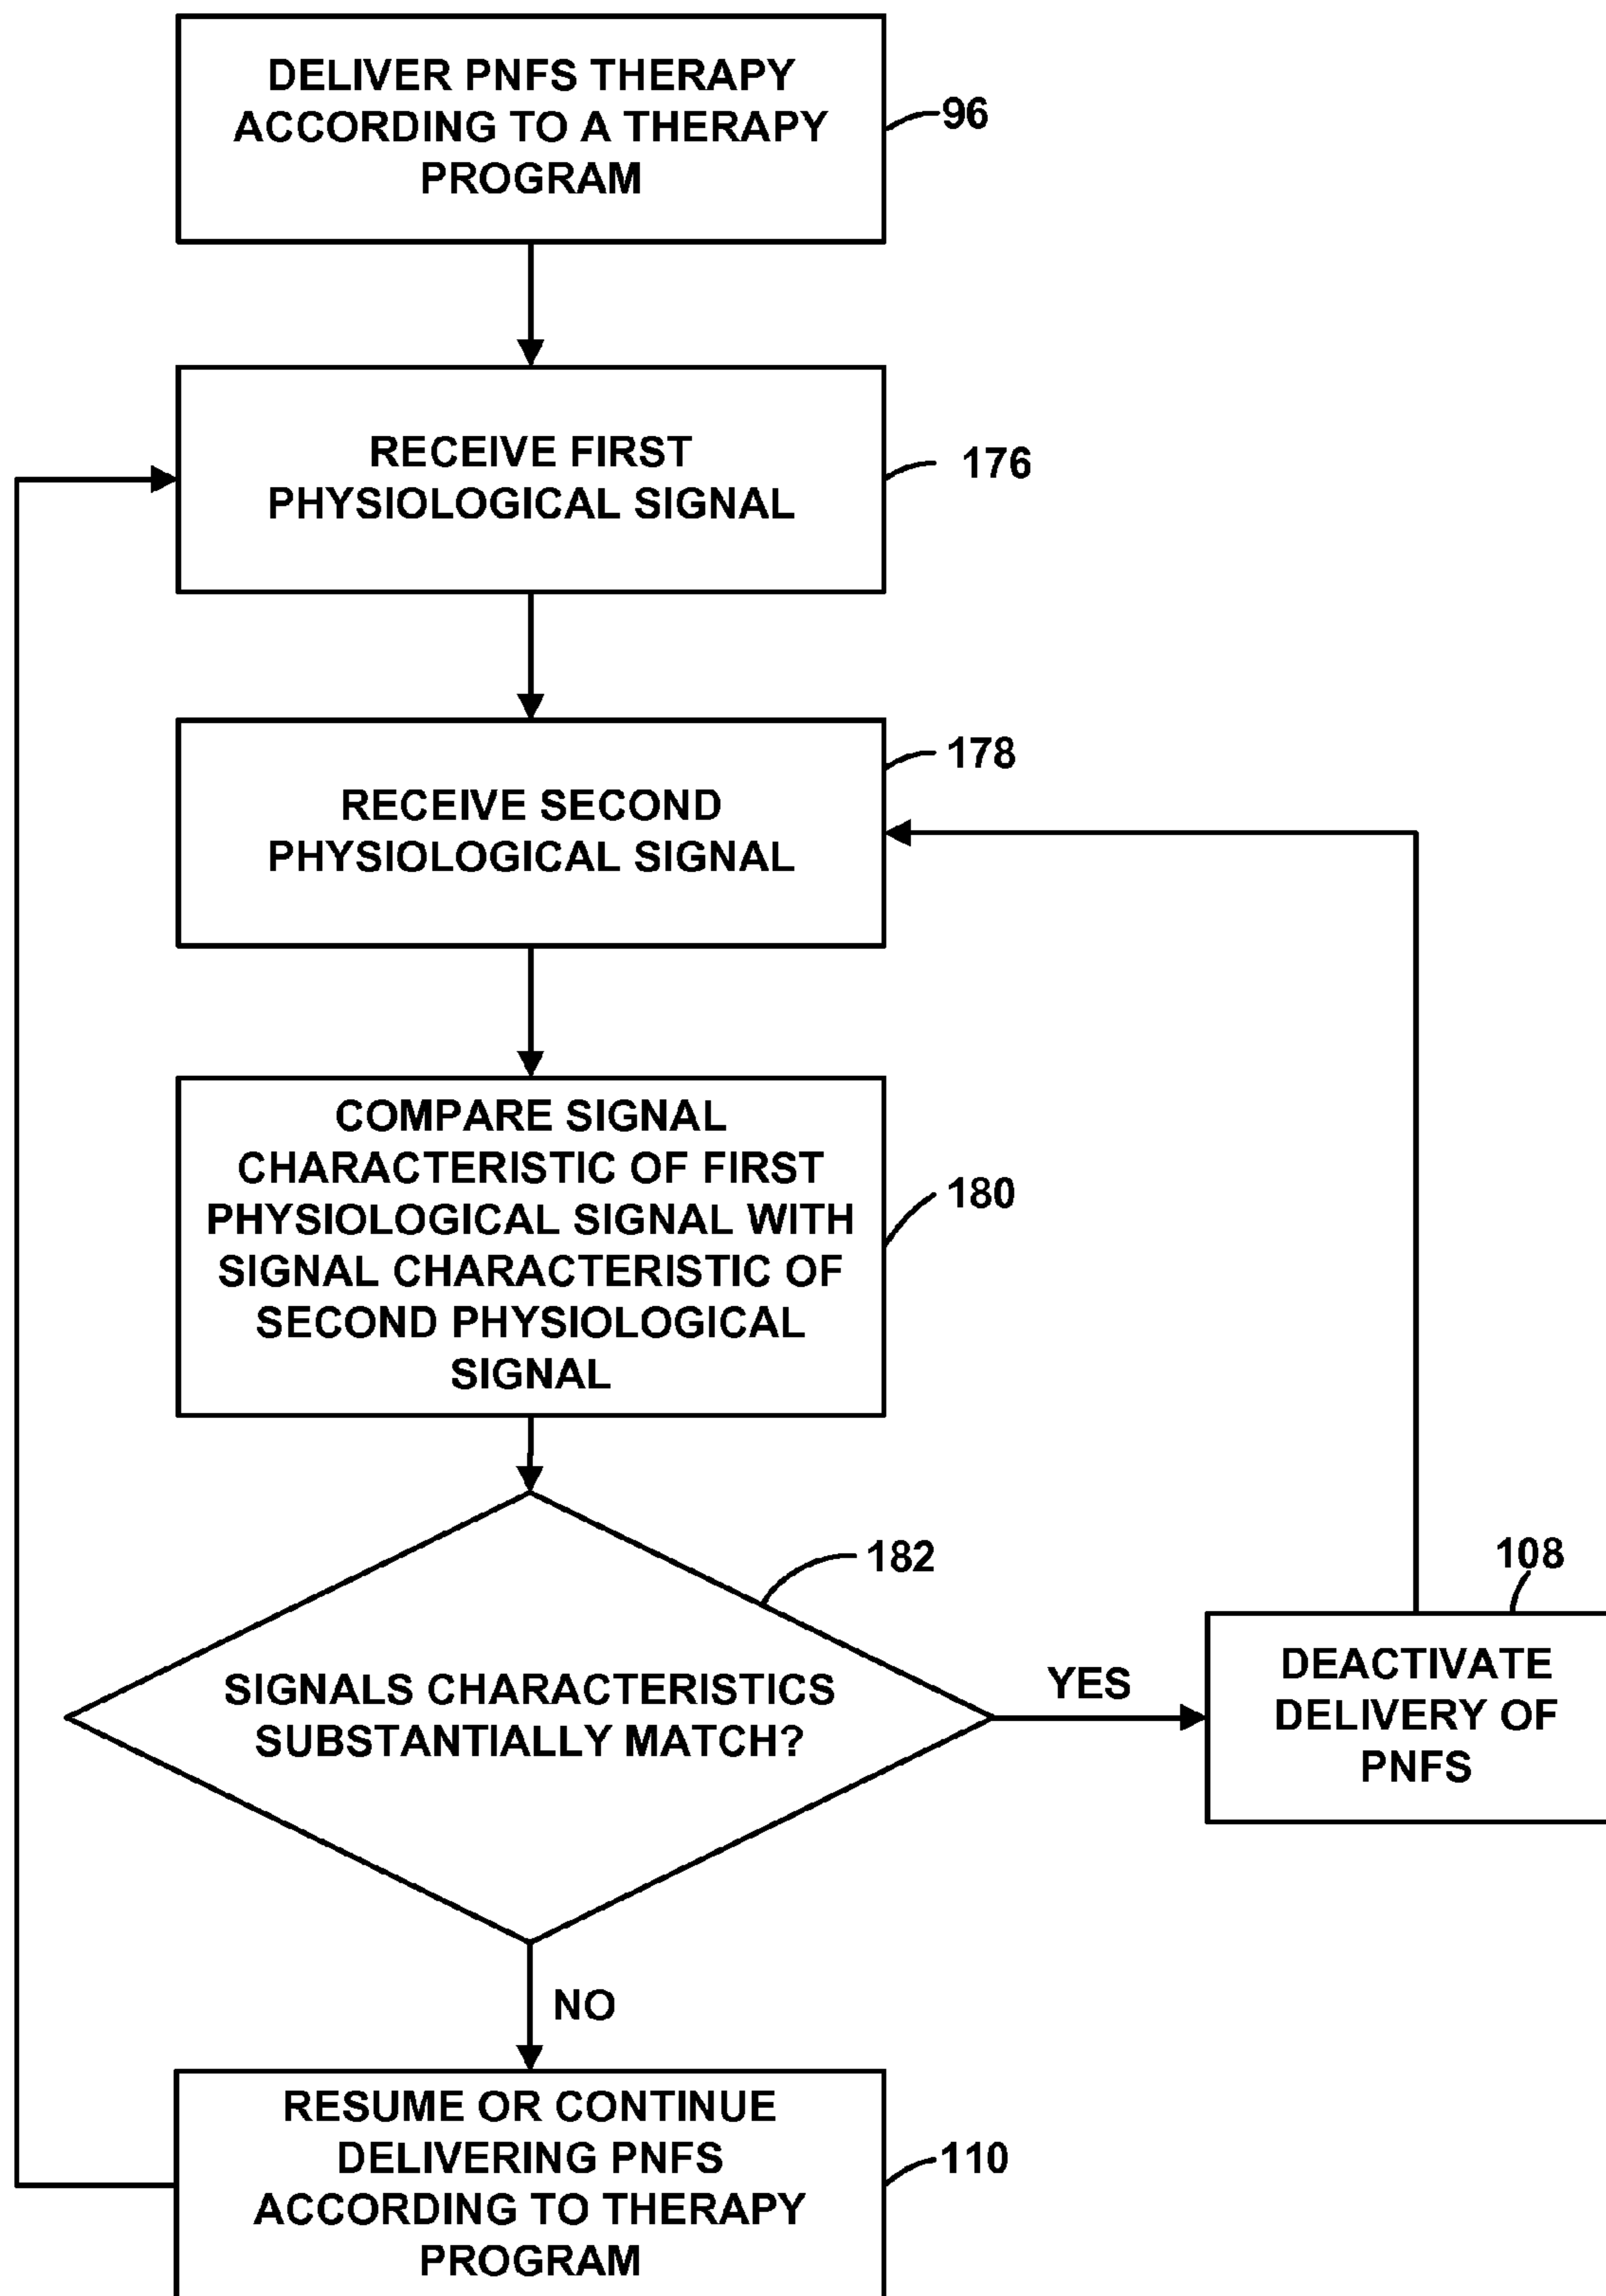 DELIVER PNFS THERAPY
ACCORDING TO A THERAPY
PROGRAM
96
RECEIVE FIRST
PHYSIOLOGICAL SIGNAL
176
RECEIVE SECOND
PHYSIOLOGICAL SIGNAL
178
COMPARE SIGNAL
CHARACTERISTIC OF FIRST
PHYSIOLOGICAL SIGNAL WITH
SIGNAL CHARACTERISTIC OF
SECOND PHYSIOLOGICAL
SIGNAL
180
SIGNALS CHARACTERISTICS
SUBSTANTIALLY MATCH?
182
YES
DEACTIVATE
DELIVERY OF
PNFS
108
NO
RESUME OR CONTINUE
DELIVERING PNFS
ACCORDING TO THERAPY
PROGRAM
110